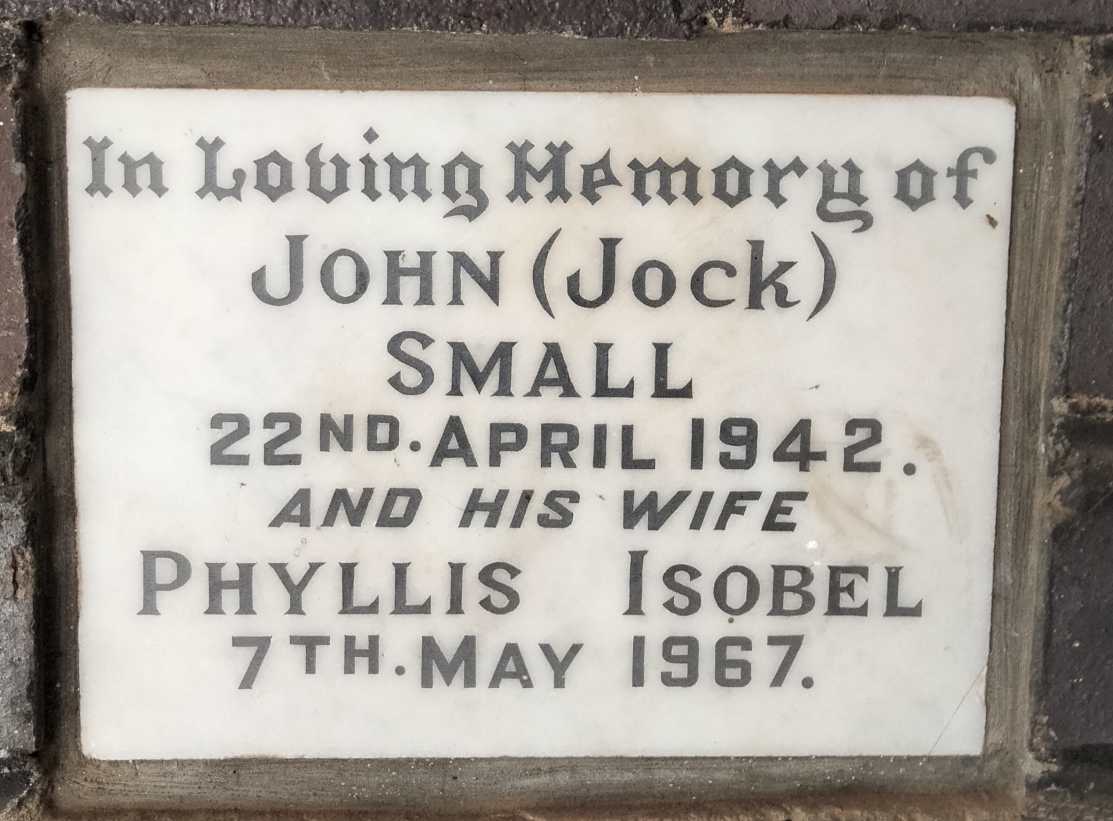 In Loving Memory of
JOHN (Jock)
SMALL
22ND. APRIL 1942.
AND HIS WIFE
PHYLLIS ISOBEL
7TH. MAY 1967.